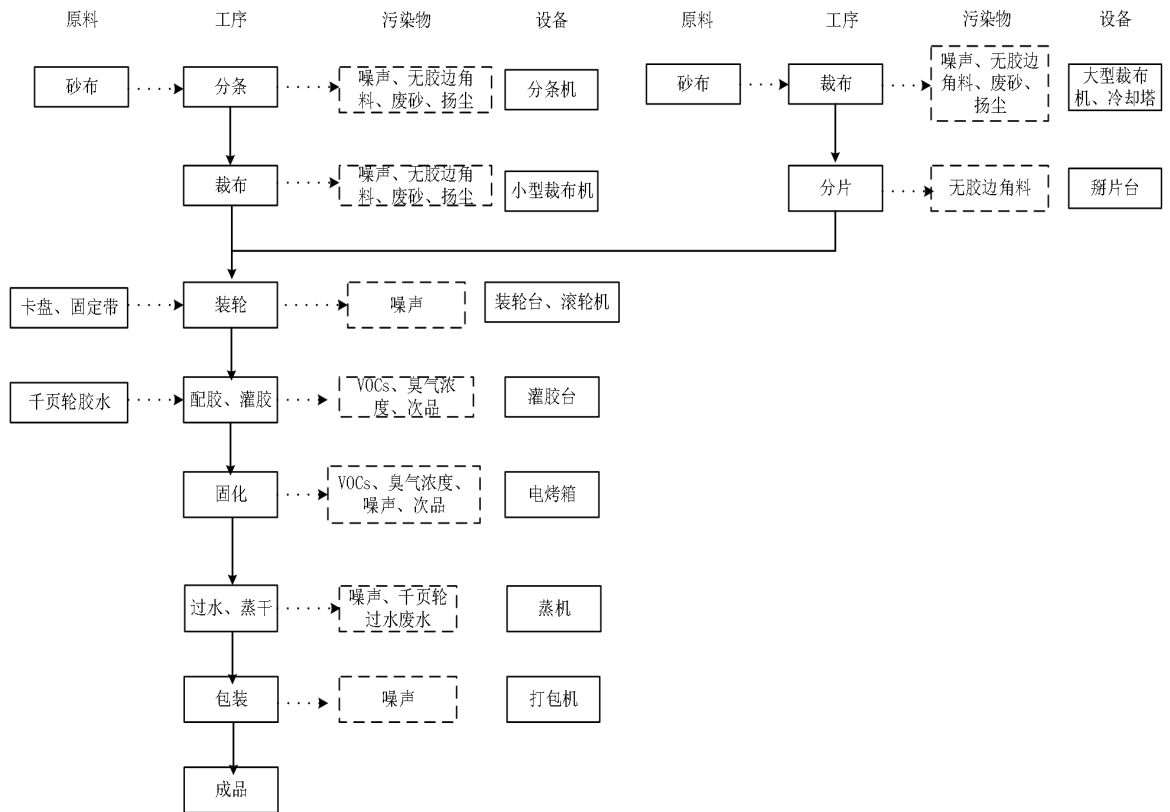 原料 工序 污染物 设备 原料 工序 污染物 设备
砂布
分条
噪声、无胶边角
料、废砂、扬尘
分条机
砂布
裁布
噪声、无胶边
角料、废砂、
扬尘
大型裁布
机、冷却塔
裁布
噪声、无胶边角
料、废砂、扬尘
小型裁布机
分片
无胶边角料
掰片台
卡盘、固定带
装轮
噪声
装轮台、滚轮机
千页轮胶水
配胶、灌胶
VOCs、臭气浓
度、次品
灌胶台
固化
VOCs、臭气浓度、
噪声、次品
电烤箱
过水、蒸干
噪声、千页轮
过水废水
蒸机
包装
噪声
打包机
成品